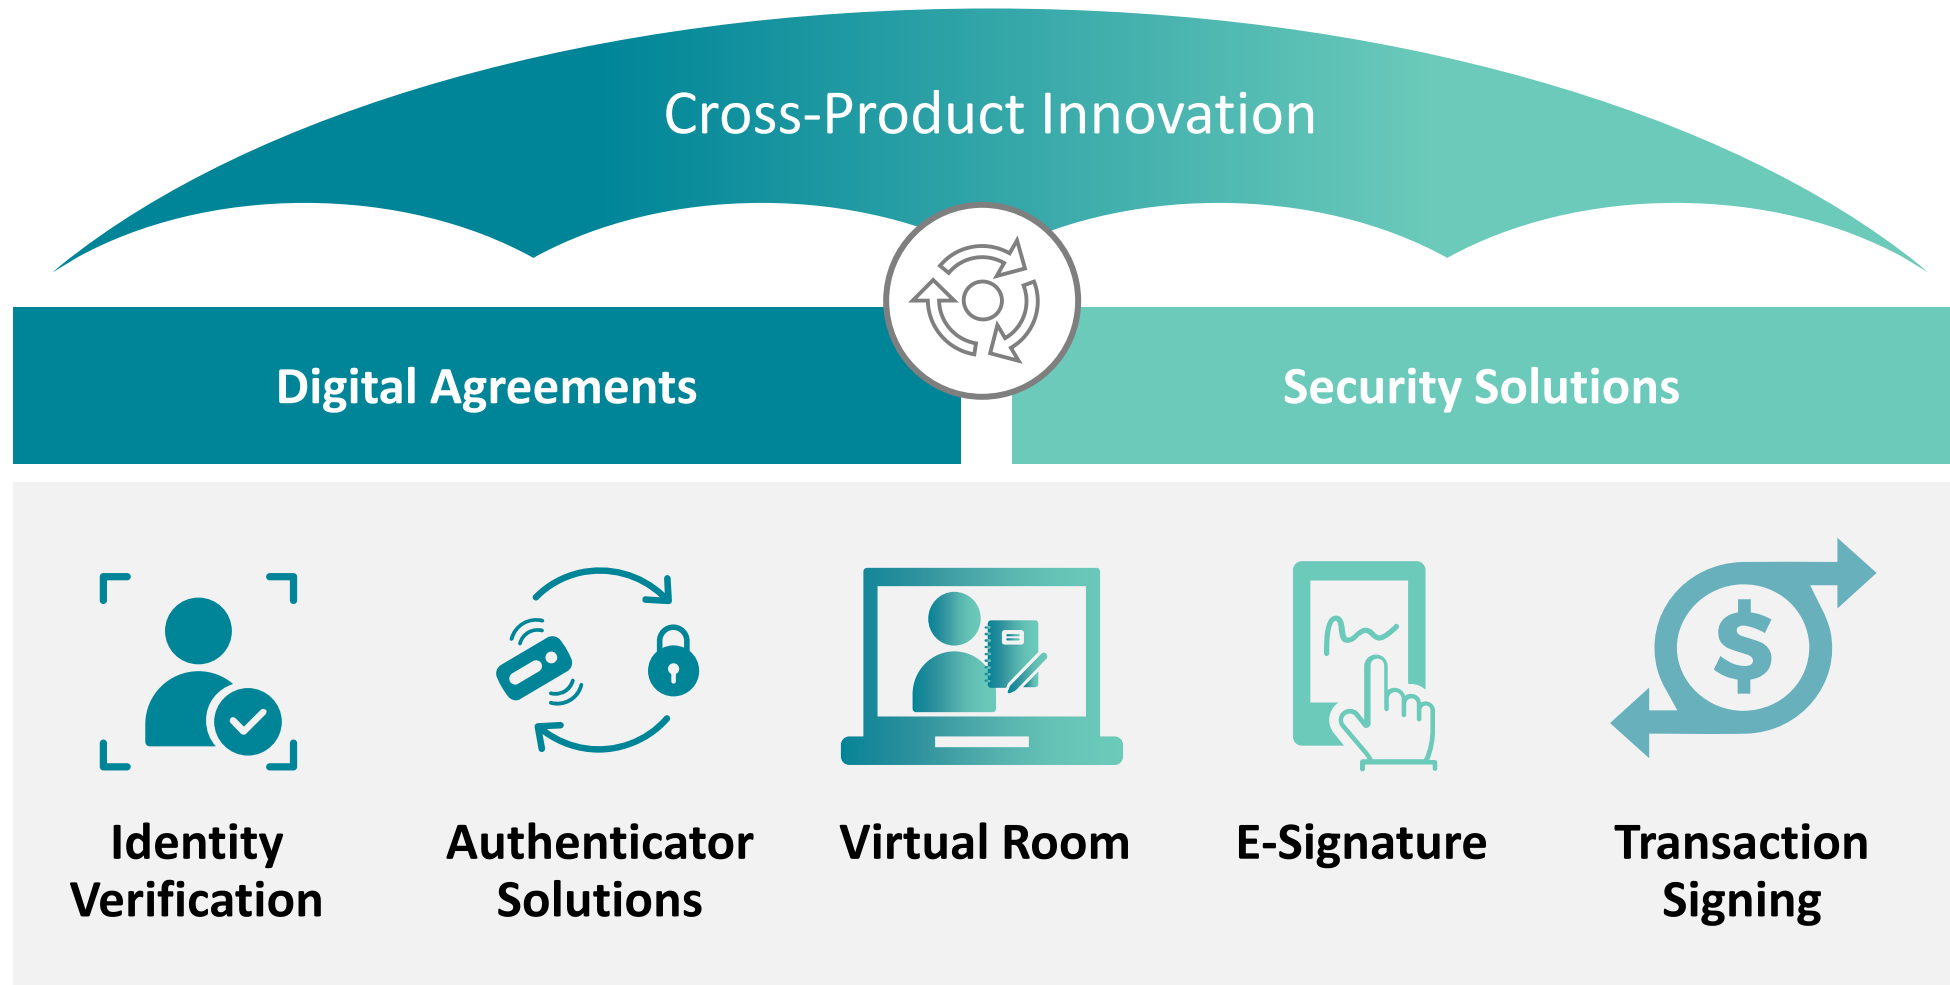 Cross-Product Innovation
Digital Agreements
Security Solutions
Identity
Verification
Authenticator
Solutions
Virtual Room
E-Signature
Transaction
Signing